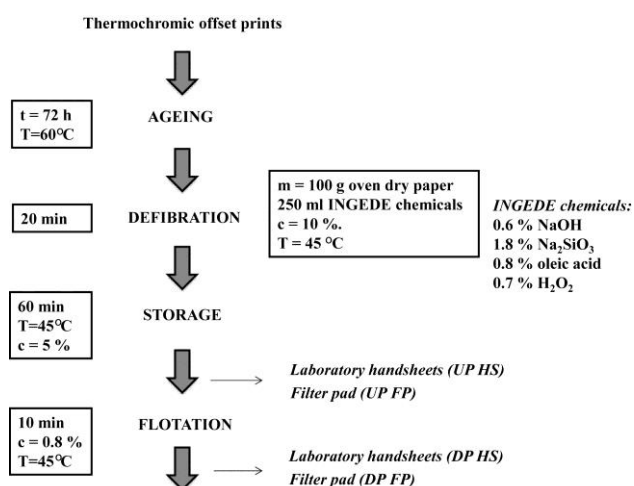 Thermochromic offset prints
t = 72 h
T=60°C
AGEING
20 min
DEFIBRATION
m = 100 g oven dry paper
250 ml INGEDE chemicals
c = 10 %.
T = 45 °C
INGEDE chemicals:
0.6 % NaOH
1.8 % Na₂SiO₃
0.8 % oleic acid
0.7 % H₂O₂
60 min
T=45°C
c = 5 %
STORAGE
Laboratory handsheets (UP HS)
Filter pad (UP FP)
10 min
c = 0.8 %
T=45°C
FLOTATION
Laboratory handsheets (DP HS)
Filter pad (DP FP)